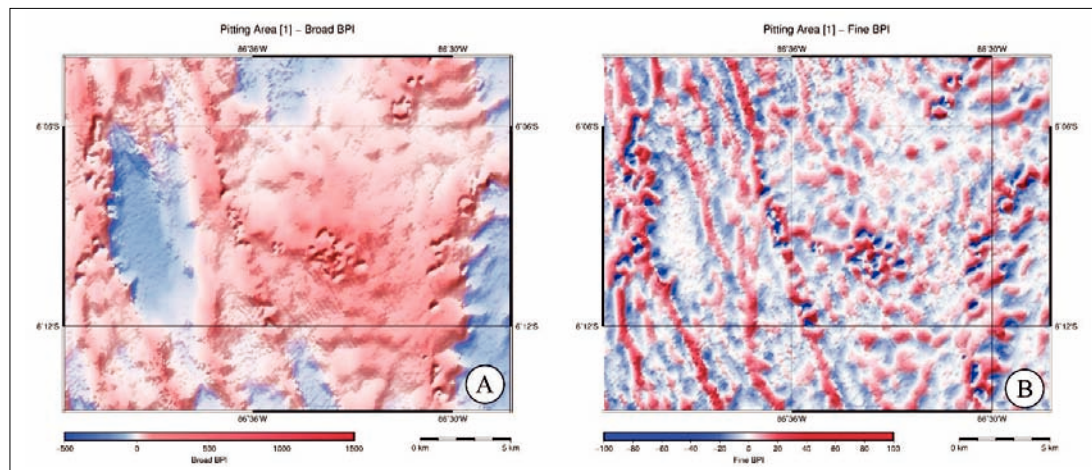 Pitting Area [1] – Broad BPI
86˚36'W 86˚30'W
6˚06'S 6˚06'S
6˚12'S 6˚12'S
A
86˚36'W 86˚30'W
-500 0 500 1000 1500
Broad BPI
0 km 5 km
Pitting Area [1] – Fine BPI
86˚36'W 86˚30'W
6˚06'S 6˚06'S
6˚12'S 6˚12'S
B
86˚36'W 86˚30'W
-100 -80 -60 -40 -20 0 20 40 60 80 100
Fine BPI
0 km 5 km